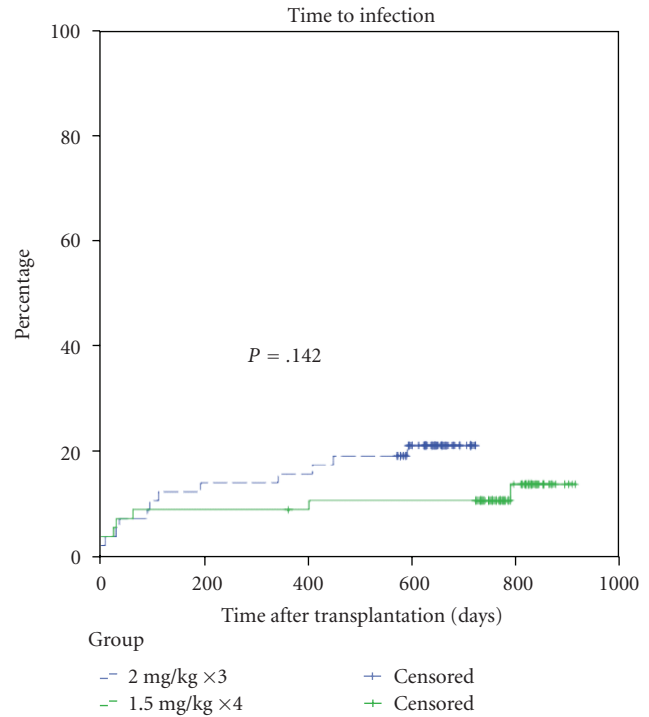 Time to infection
100
80
60
40
20
0
Percentage
P = .142
0 200 400 600 800 1000
Time after transplantation (days)
Group
2 mg/kg ×3 Censored
1.5 mg/kg ×4 Censored